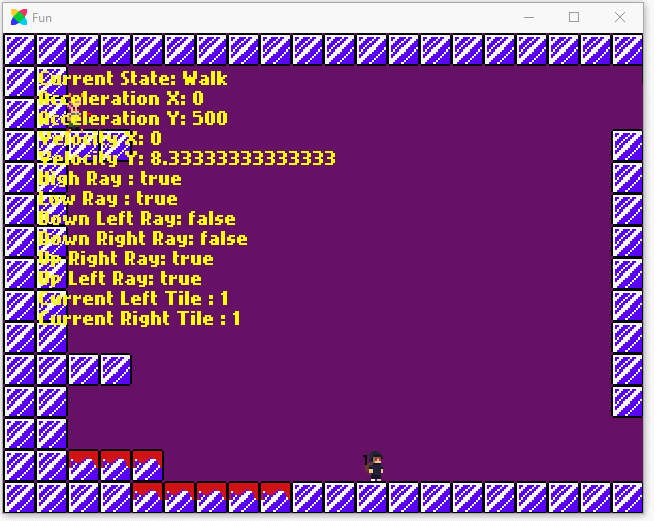 Fun
Current State: Walk
Acceleration X: 0
Acceleration Y: 500
Velocity X: 0
Velocity Y: 8.33333333333333
High Ray : true
Low Ray : true
Down Left Ray: false
Down Right Ray: false
Up Right Ray: true
Up Left Ray: true
Current Left Tile : 1
Current Right Tile : 1
1